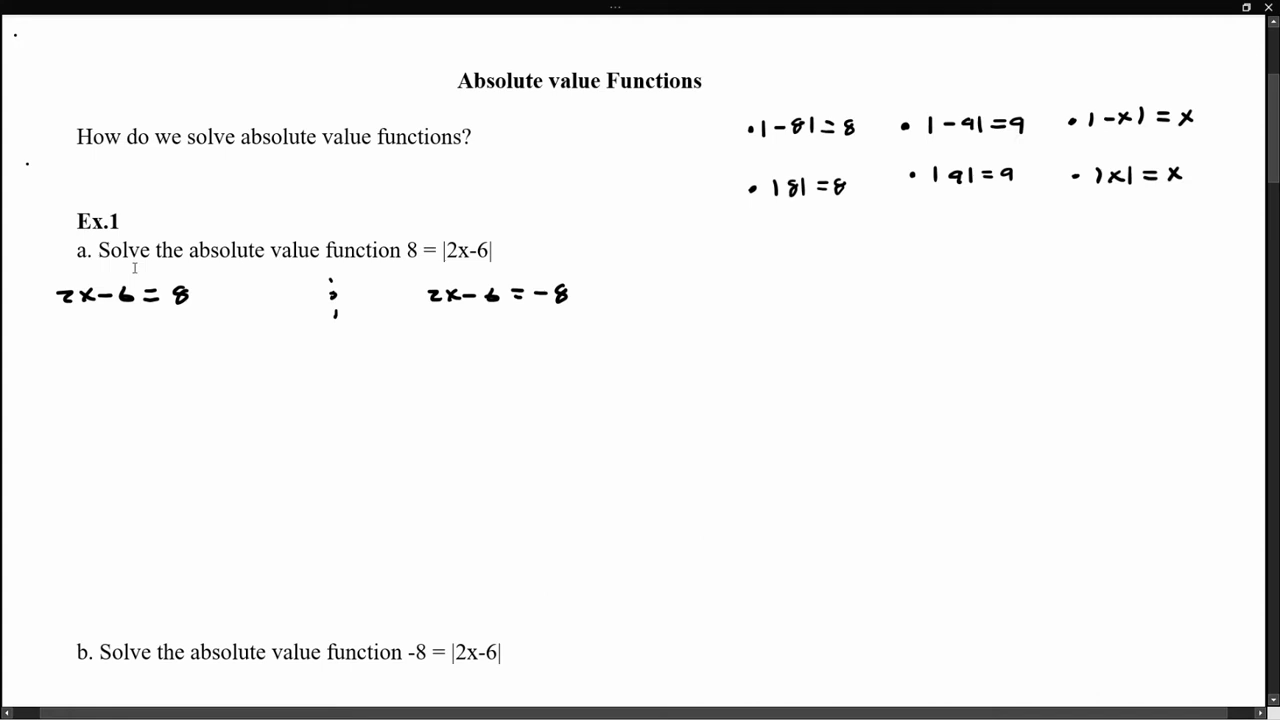 Absolute value Functions
How do we solve absolute value functions?
•|-8|=8 •|-9|=9 •|-x|=x
•|8|=8 •|9|=9 •|x|=x
Ex.1
a. Solve the absolute value function 8 = |2x-6|
2x-6=8 2x-6=-8
b. Solve the absolute value function -8 = |2x-6|